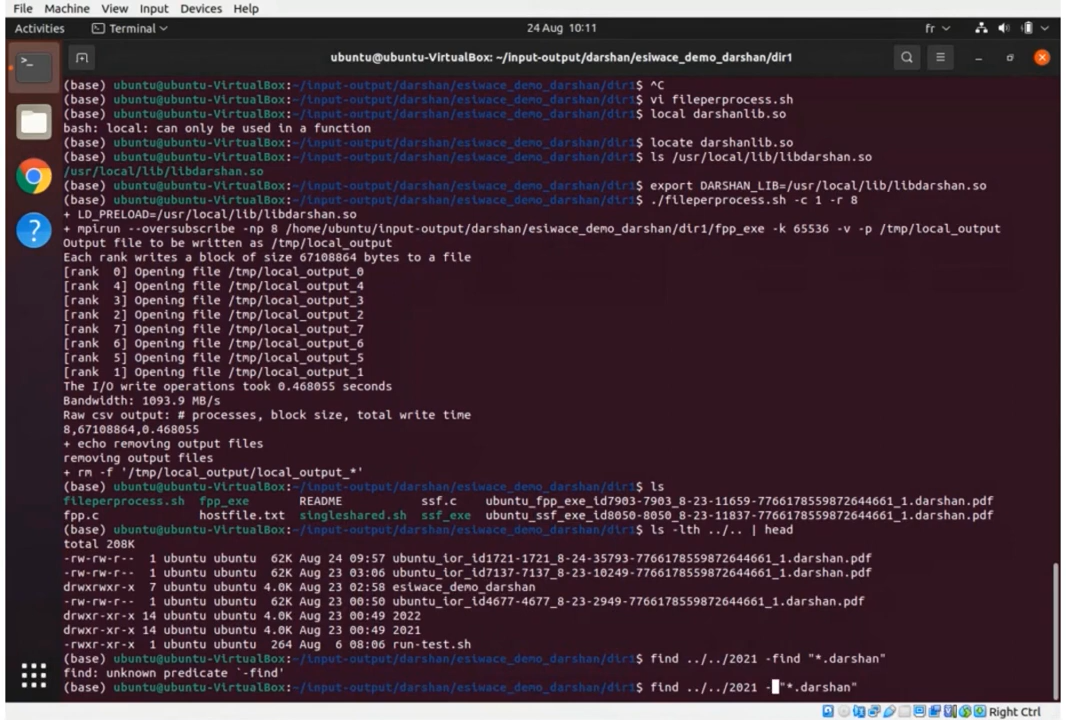 File Machine View Input Devices Help
Activities Terminal 24 Aug 10:11 fr
ubuntu@ubuntu-VirtualBox: ~/input-output/darshan/esiwace_demo_darshan/dir1
(base) ubuntu@ubuntu-VirtualBox:~/input-output/darshan/esiwace_demo_darshan/dir1$ ^C
(base) ubuntu@ubuntu-VirtualBox:~/input-output/darshan/esiwace_demo_darshan/dir1$ vi fileperprocess.sh
(base) ubuntu@ubuntu-VirtualBox:~/input-output/darshan/esiwace_demo_darshan/dir1$ local darshanlib.so
bash: local: can only be used in a function
(base) ubuntu@ubuntu-VirtualBox:~/input-output/darshan/esiwace_demo_darshan/dir1$ locate darshanlib.so
(base) ubuntu@ubuntu-VirtualBox:~/input-output/darshan/esiwace_demo_darshan/dir1$ ls /usr/local/lib/libdarshan.so
/usr/local/lib/libdarshan.so
(base) ubuntu@ubuntu-VirtualBox:~/input-output/darshan/esiwace_demo_darshan/dir1$ export DARSHAN_LIB=/usr/local/lib/libdarshan.so
(base) ubuntu@ubuntu-VirtualBox:~/input-output/darshan/esiwace_demo_darshan/dir1$ ./fileperprocess.sh -c 1 -r 8
+ LD_PRELOAD=/usr/local/lib/libdarshan.so
+ mpirun --oversubscribe -np 8 /home/ubuntu/input-output/darshan/esiwace_demo_darshan/dir1/fpp_exe -k 65536 -v -p /tmp/local_output
Output file to be written as /tmp/local_output
Each rank writes a block of size 67108864 bytes to a file
[rank  0] Opening file /tmp/local_output_0
[rank  4] Opening file /tmp/local_output_4
[rank  3] Opening file /tmp/local_output_3
[rank  2] Opening file /tmp/local_output_2
[rank  7] Opening file /tmp/local_output_7
[rank  6] Opening file /tmp/local_output_6
[rank  5] Opening file /tmp/local_output_5
[rank  1] Opening file /tmp/local_output_1
The I/O write operations took 0.468055 seconds
Bandwidth: 1093.9 MB/s
Raw csv output: # processes, block size, total write time
8,67108864,0.468055
+ echo removing output files
removing output files
+ rm -f '/tmp/local_output/local_output_*'
(base) ubuntu@ubuntu-VirtualBox:~/input-output/darshan/esiwace_demo_darshan/dir1$ ls
fileperprocess.sh fpp_exe README ssf.c ubuntu_fpp_exe_id7903-7903_8-23-11659-7766178559872644661_1.darshan.pdf
fpp.c hostfile.txt singleshared.sh ssf_exe ubuntu_ssf_exe_id8050-8050_8-23-11837-7766178559872644661_1.darshan.pdf
(base) ubuntu@ubuntu-VirtualBox:~/input-output/darshan/esiwace_demo_darshan/dir1$ ls -lth ../.. | head
total 208K
-rw-rw-r-- 1 ubuntu ubuntu 62K Aug 24 09:57 ubuntu_ior_id1721-1721_8-24-35793-7766178559872644661_1.darshan.pdf
-rw-rw-r-- 1 ubuntu ubuntu 62K Aug 23 03:06 ubuntu_ior_id7137-7137_8-23-10249-7766178559872644661_1.darshan.pdf
drwxrwxr-x 7 ubuntu ubuntu 4.0K Aug 23 02:58 esiwace_demo_darshan
-rw-rw-r-- 1 ubuntu ubuntu 62K Aug 23 00:50 ubuntu_ior_id4677-4677_8-23-2949-7766178559872644661_1.darshan.pdf
drwxr-xr-x 14 ubuntu ubuntu 4.0K Aug 23 00:49 2022
drwxr-xr-x 14 ubuntu ubuntu 4.0K Aug 23 00:49 2021
-rwxr-xr-x 1 ubuntu ubuntu 264 Aug 6 08:06 run-test.sh
(base) ubuntu@ubuntu-VirtualBox:~/input-output/darshan/esiwace_demo_darshan/dir1$ find ../../2021 -find "*.darshan"
find: unknown predicate `-find'
(base) ubuntu@ubuntu-VirtualBox:~/input-output/darshan/esiwace_demo_darshan/dir1$ find ../../2021 - "*.darshan"
Right Ctrl